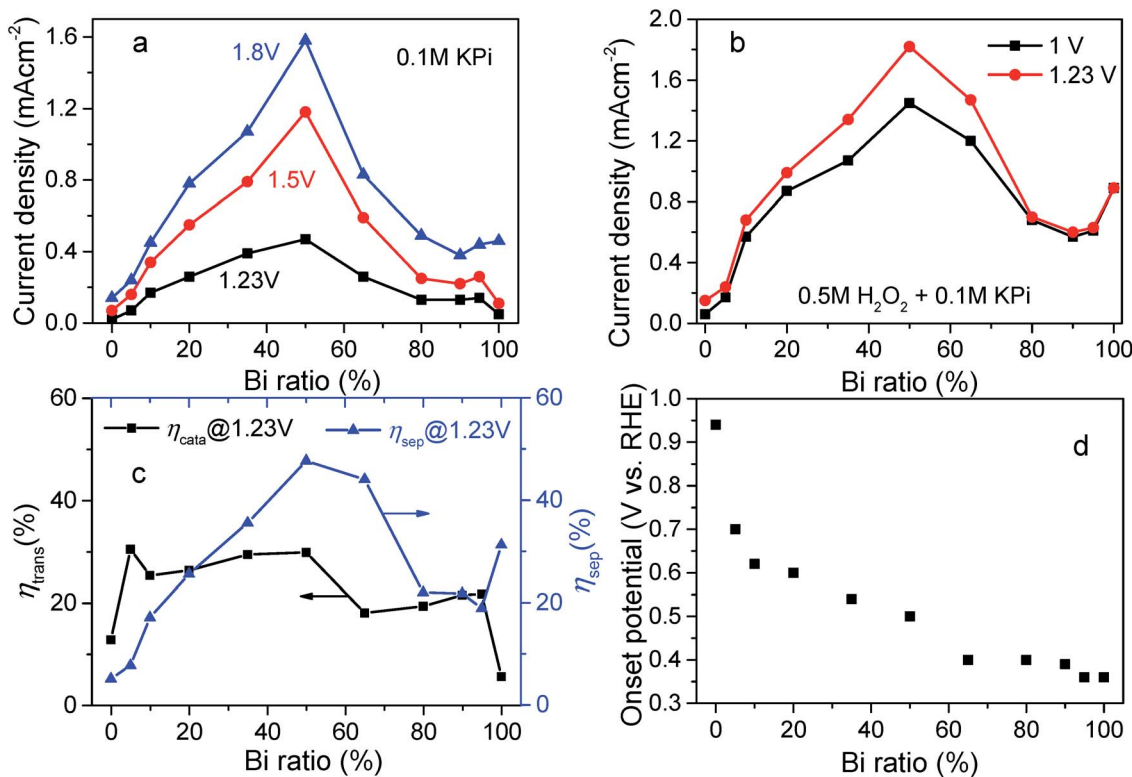 a
1.8V
0.1M KPi
1.5V
1.23V
Current density (mAcm⁻²)
0.0
0.4
0.8
1.2
1.6
0 20 40 60 80 100
Bi ratio (%)
b
1 V
1.23 V
0.5M H₂O₂ + 0.1M KPi
Current density (mAcm⁻²)
0.0
0.4
0.8
1.2
1.6
2.0
0 20 40 60 80 100
Bi ratio (%)
η_cata@1.23V
η_sep@1.23V
c
η_trans(%)
0
20
40
60
η_sep(%)
0
20
40
60
0 20 40 60 80 100
Bi ratio (%)
d
Onset potential (V vs. RHE)
0.3
0.4
0.5
0.6
0.7
0.8
0.9
1.0
0 20 40 60 80 100
Bi ratio (%)